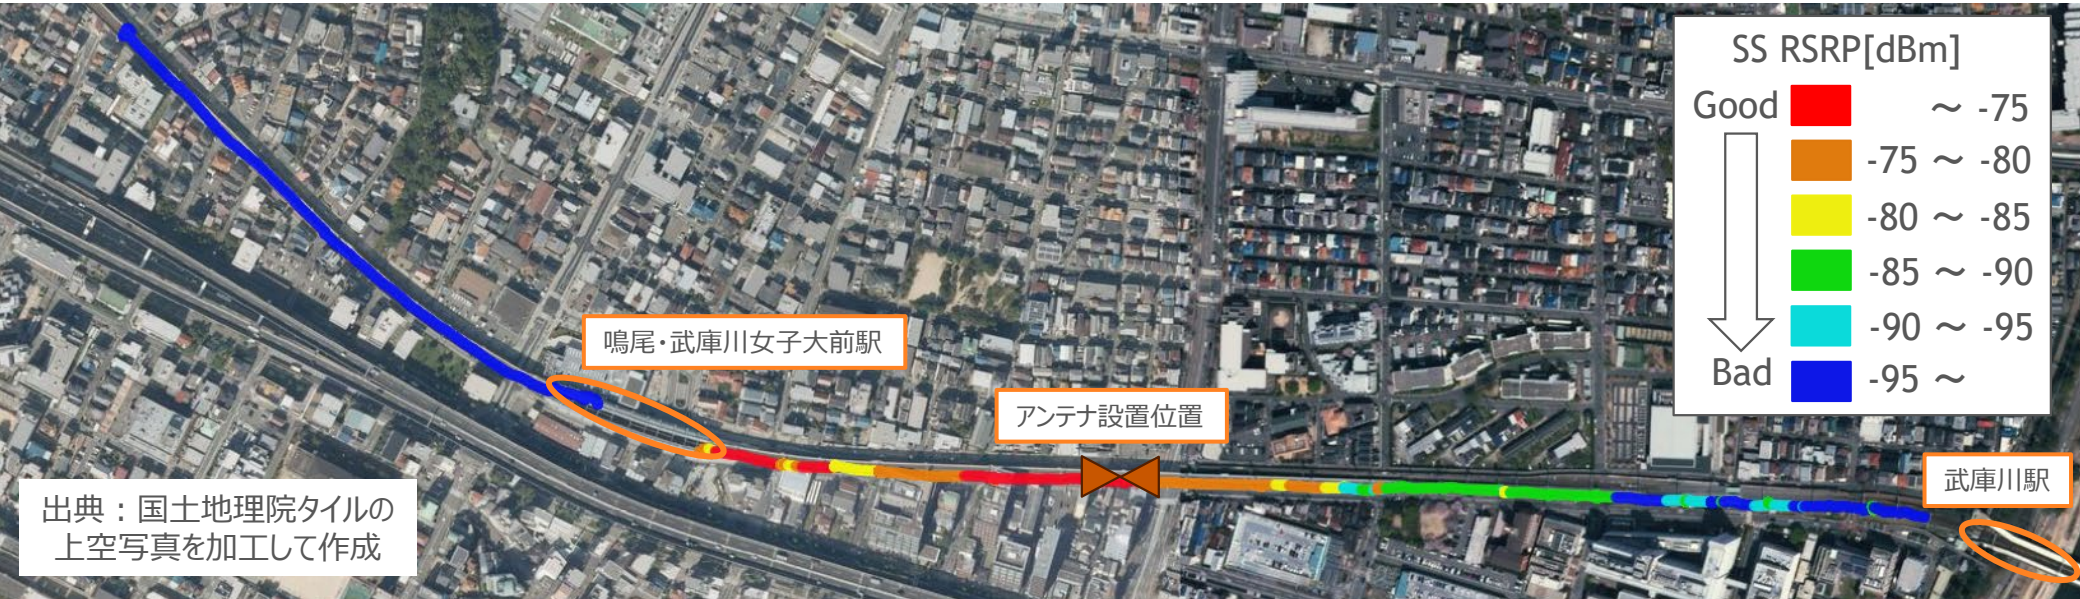 SS RSRP[dBm]
Good ～ -75
-75 ～ -80
-80 ～ -85
-85 ～ -90
-90 ～ -95
Bad -95 ～
鳴尾・武庫川女子大前駅
アンテナ設置位置
武庫川駅
出典：国土地理院タイルの
上空写真を加工して作成